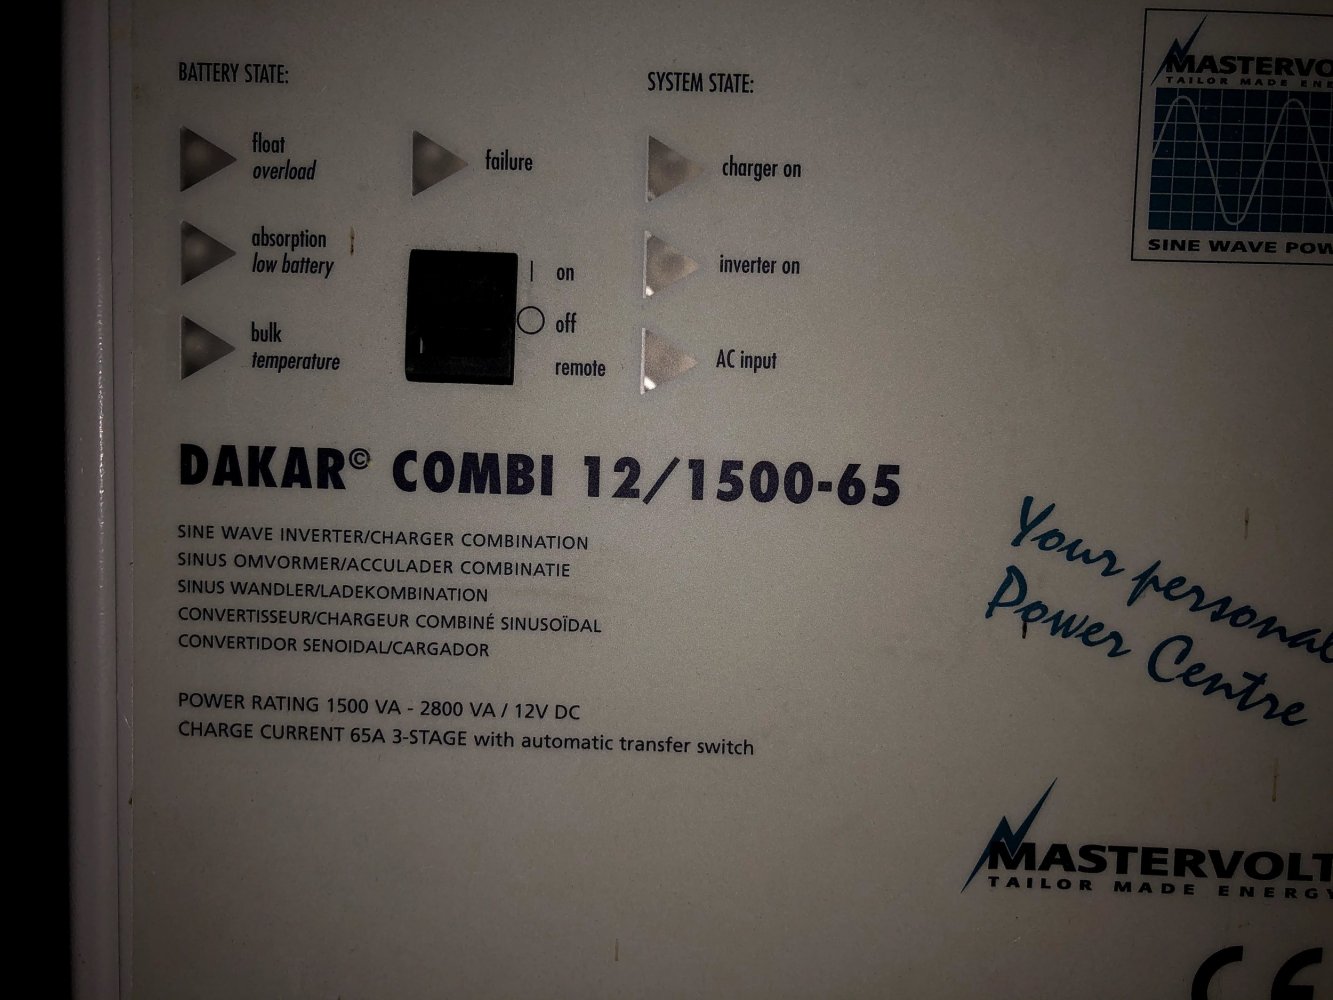 BATTERY STATE:
float
overload
absorption
low battery
bulk
temperature
failure
on
off
remote
SYSTEM STATE:
charger on
inverter on
AC input
MASTERVO
TAILOR MADE ENE
SINE WAVE POW
DAKAR© COMBI 12/1500-65
SINE WAVE INVERTER/CHARGER COMBINATION
SINUS OMVORMER/ACCULADER COMBINATIE
SINUS WANDLER/LADEKOMBINATION
CONVERTISSEUR/CHARGEUR COMBINÉ SINUSOÏDAL
CONVERTIDOR SENOIDAL/CARGADOR
POWER RATING 1500 VA - 2800 VA / 12V DC
CHARGE CURRENT 65A 3-STAGE with automatic transfer switch
Your personal
Power Centre
MASTERVOLT
TAILOR MADE ENERGY
CE